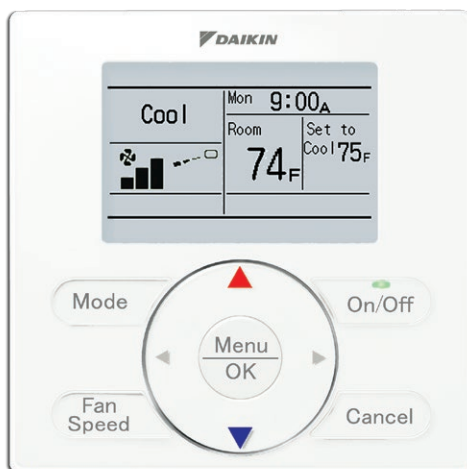 DAIKIN
Cool
Mon 9:00A
Room
74F
Set to
Cool 75F
Mode
On/Off
Menu
OK
Fan
Speed
Cancel